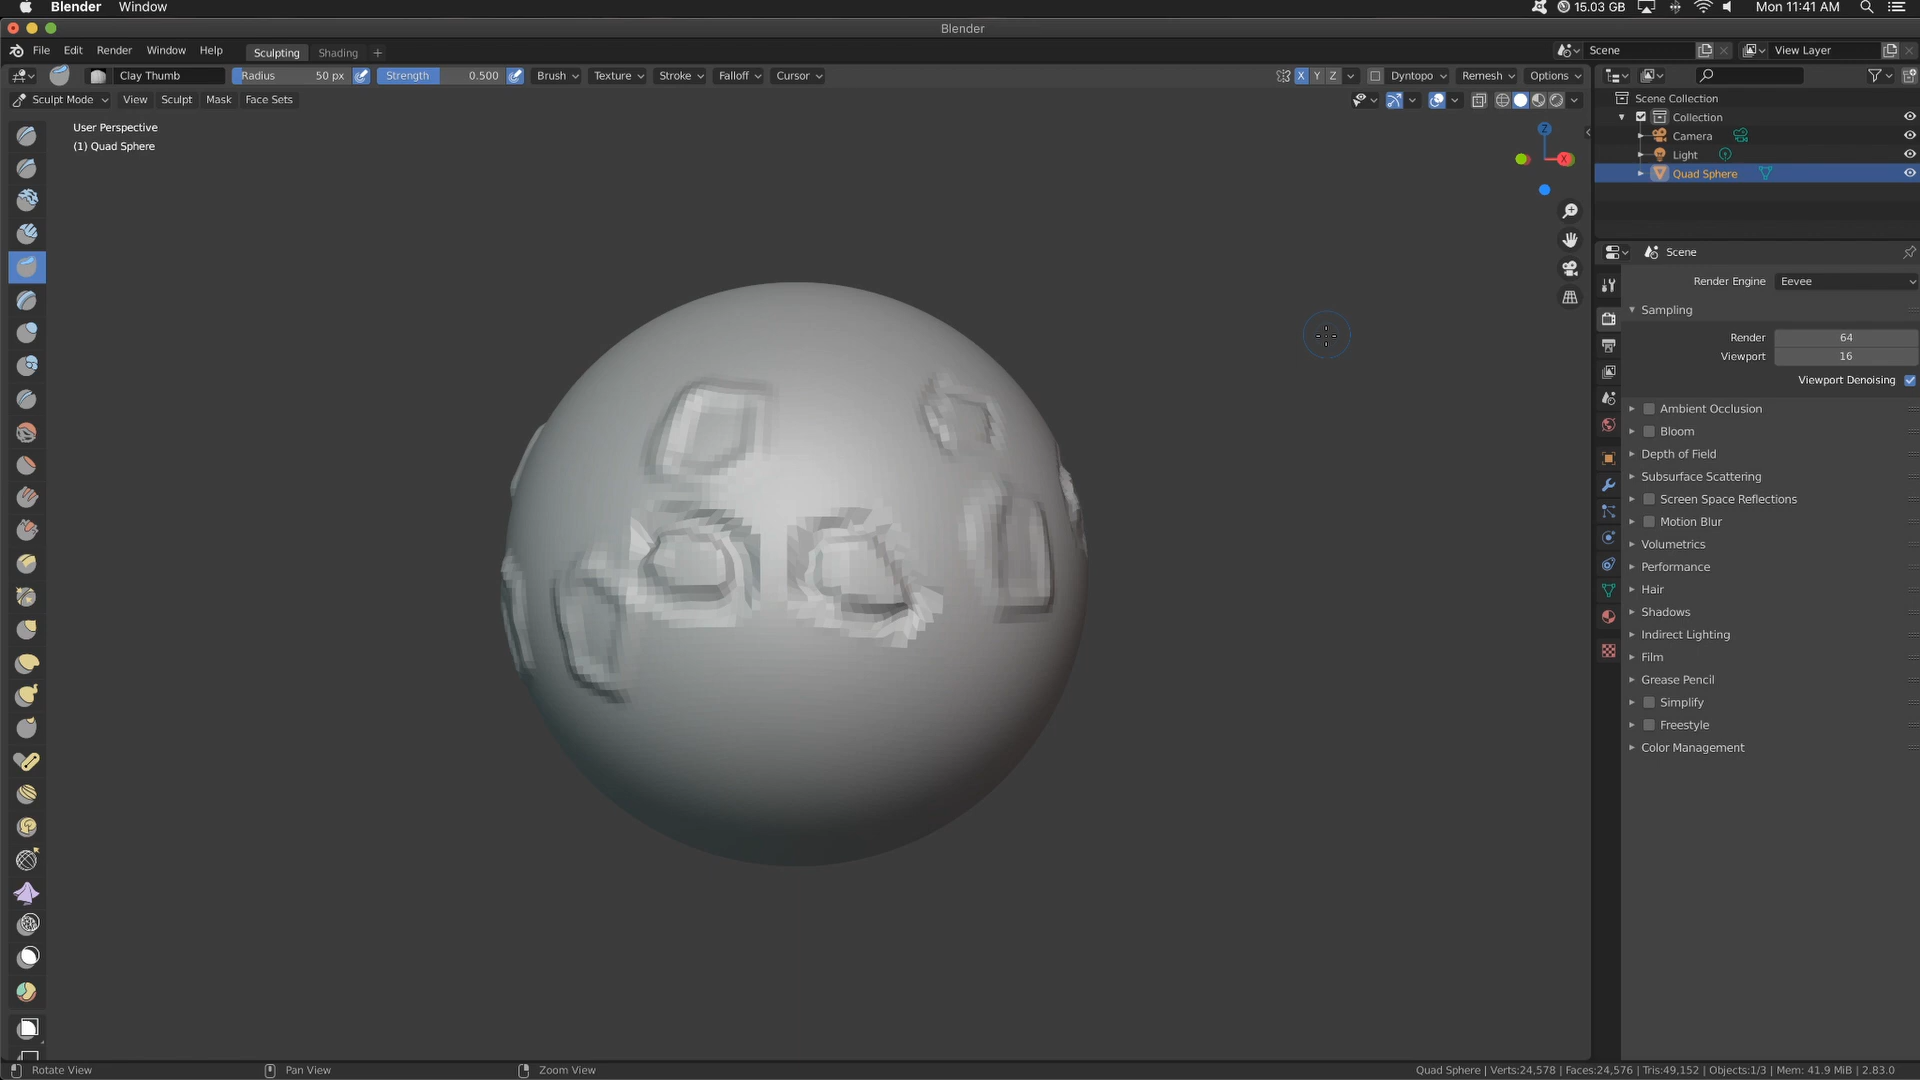 Blender Window 15.03 GB Mon 11:41 AM
Blender
File Edit Render Window Help Sculpting Shading + Scene View Layer
Clay Thumb Radius 50 px Strength 0.500 Brush Texture Stroke Falloff Cursor X Y Z Dyntopo Remesh Options
Sculpt Mode View Sculpt Mask Face Sets
User Perspective
(1) Quad Sphere
Z
X
Scene Collection
Collection
Camera
Light
Quad Sphere
Scene
Render Engine Eevee
Sampling
Render 64
Viewport 16
Viewport Denoising
Ambient Occlusion
Bloom
Depth of Field
Subsurface Scattering
Screen Space Reflections
Motion Blur
Volumetrics
Performance
Hair
Shadows
Indirect Lighting
Film
Grease Pencil
Simplify
Freestyle
Color Management
Rotate View Pan View Zoom View Quad Sphere | Verts:24,578 | Faces:24,576 | Tris:49,152 | Objects:1/3 | Mem: 41.9 MiB | 2.83.0